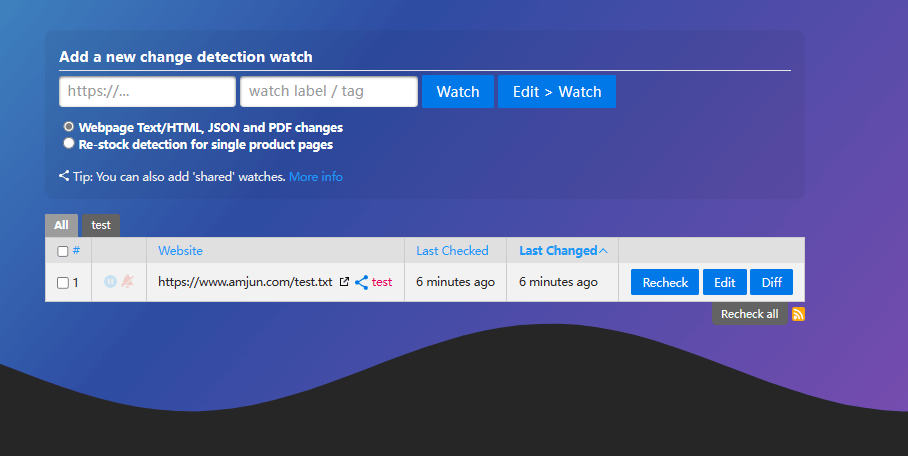 Add a new change detection watch
https://...
watch label / tag
Watch
Edit > Watch
Webpage Text/HTML, JSON and PDF changes
Re-stock detection for single product pages
Tip: You can also add 'shared' watches. More info
All
test
#
Website
Last Checked
Last Changed
1
https://www.amjun.com/test.txt
test
6 minutes ago
6 minutes ago
Recheck
Edit
Diff
Recheck all